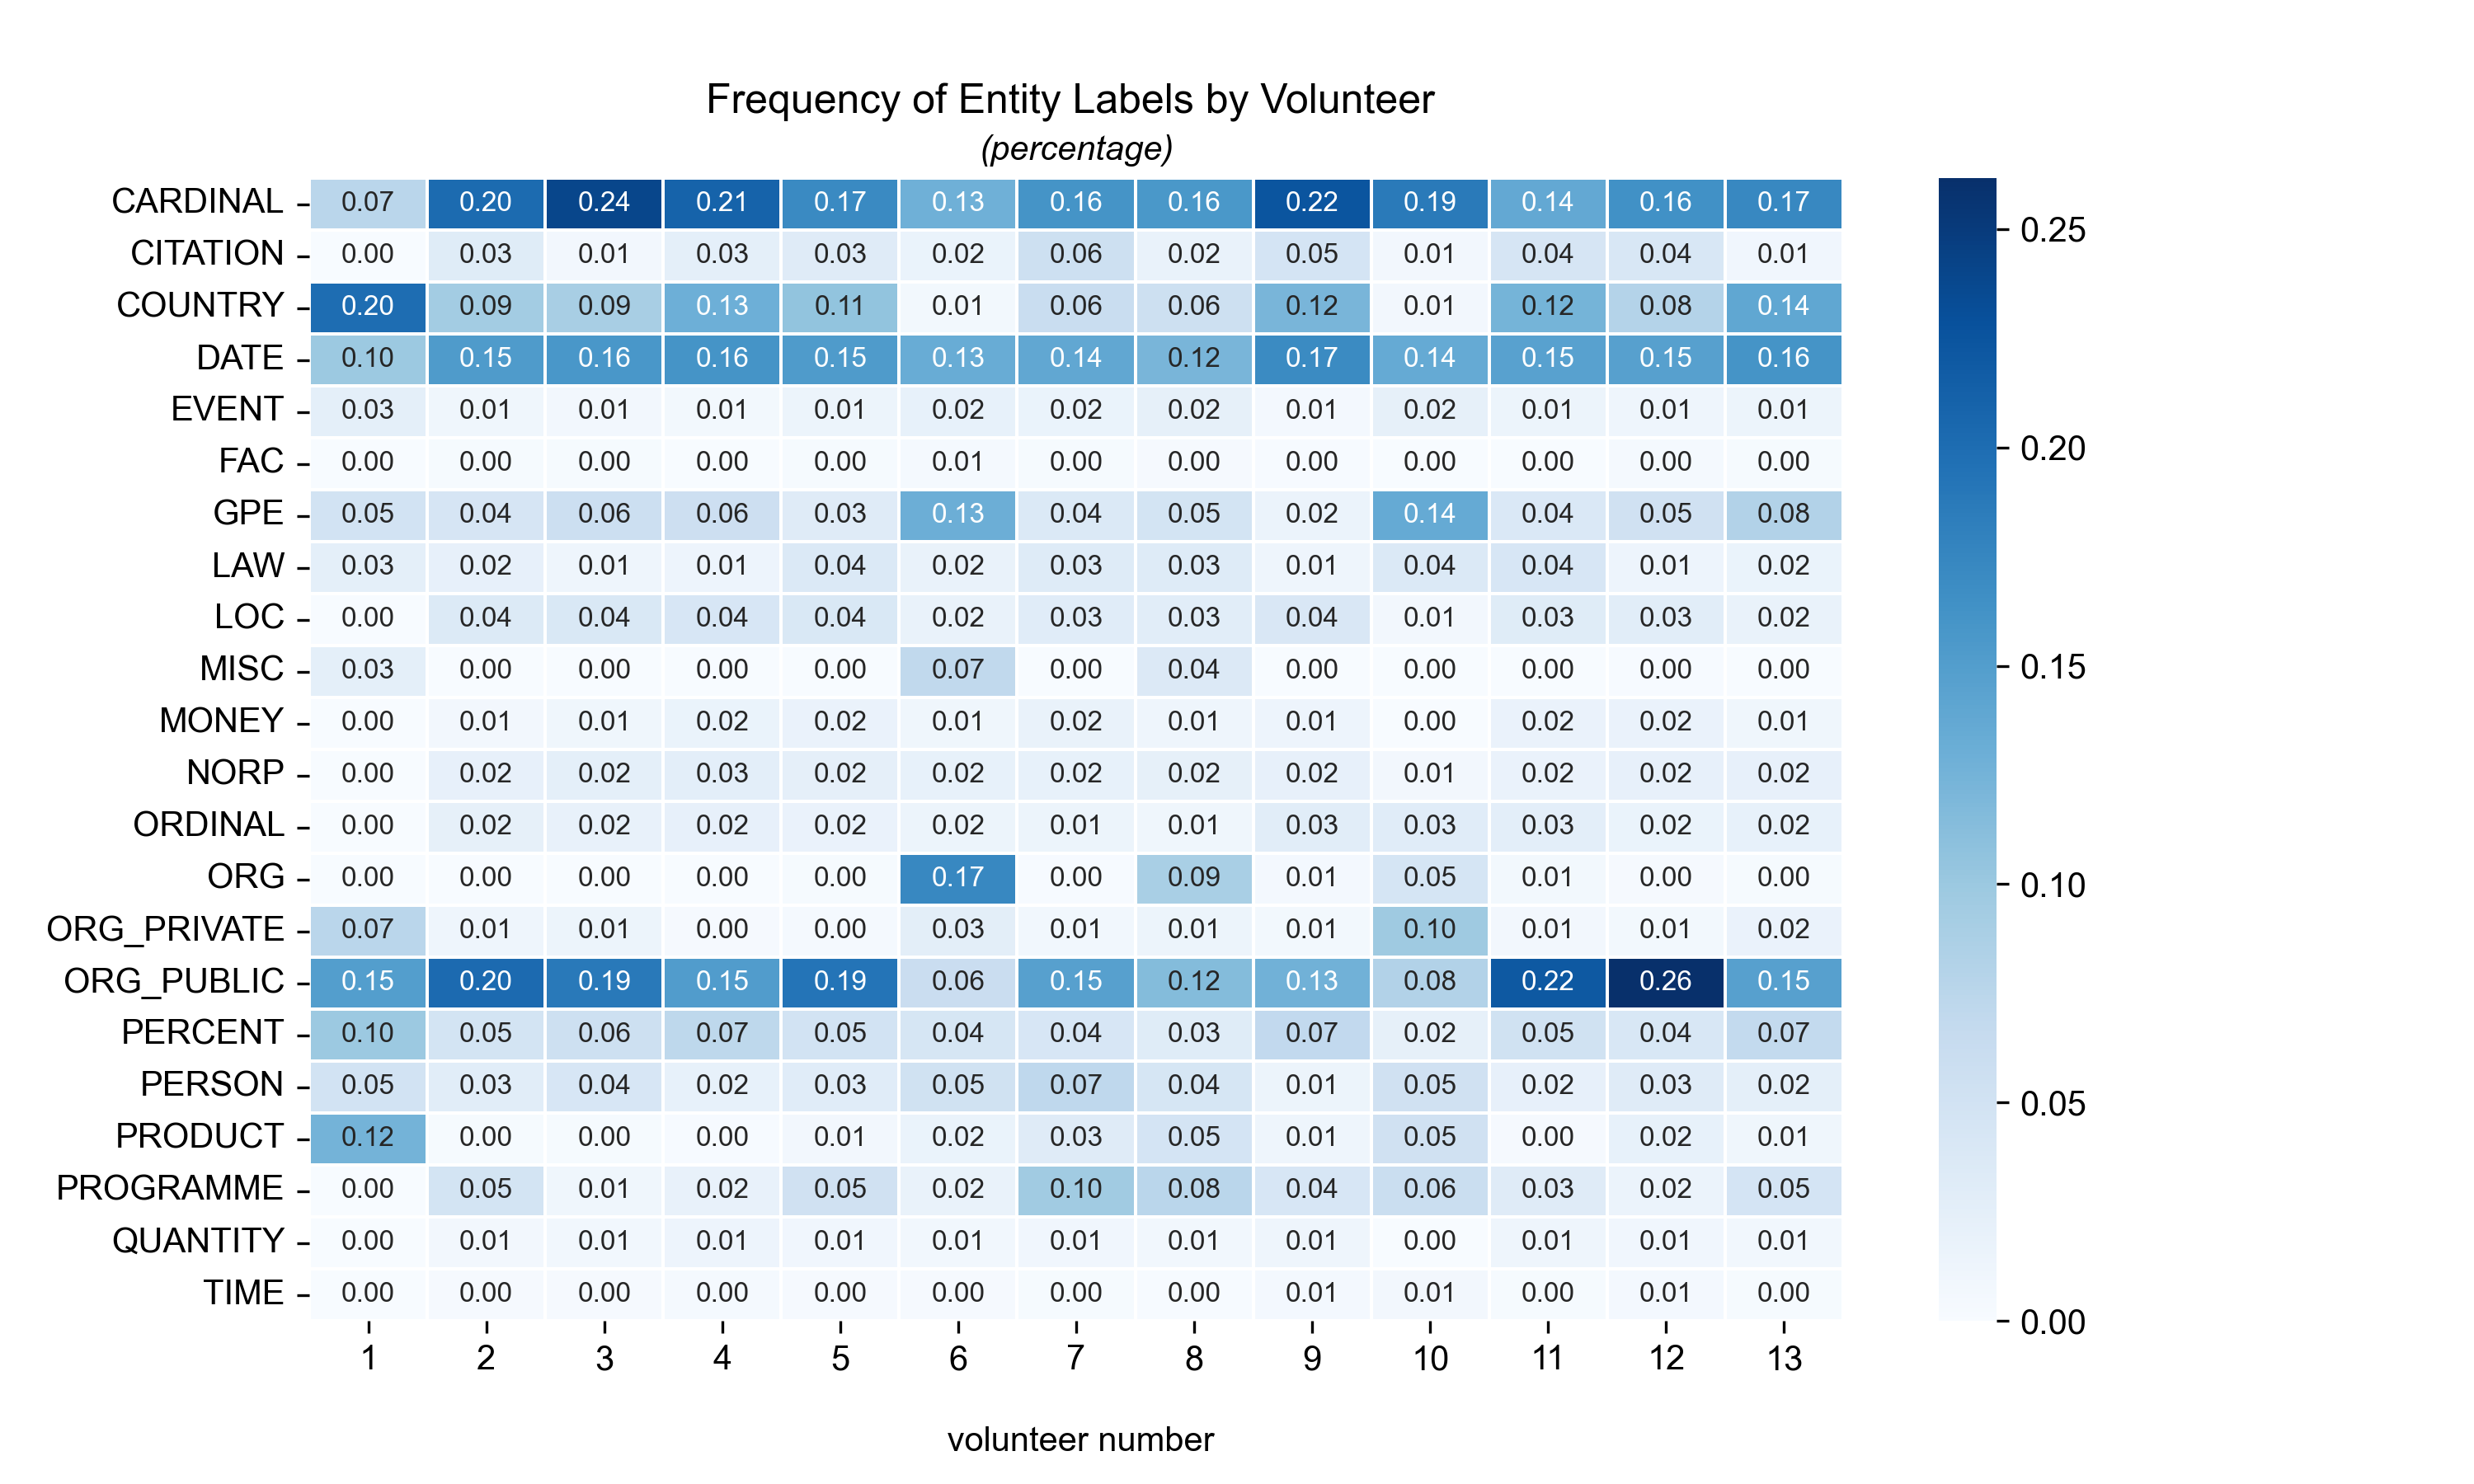 Frequency of Entity Labels by Volunteer
(percentage)
CARDINAL 0.07 0.20 0.24 0.21 0.17 0.13 0.16 0.16 0.22 0.19 0.14 0.16 0.17
CITATION 0.00 0.03 0.01 0.03 0.03 0.02 0.06 0.02 0.05 0.01 0.04 0.04 0.01
COUNTRY 0.20 0.09 0.09 0.13 0.11 0.01 0.06 0.06 0.12 0.01 0.12 0.08 0.14
DATE 0.10 0.15 0.16 0.16 0.15 0.13 0.14 0.12 0.17 0.14 0.15 0.15 0.16
EVENT 0.03 0.01 0.01 0.01 0.01 0.02 0.02 0.02 0.01 0.02 0.01 0.01 0.01
FAC 0.00 0.00 0.00 0.00 0.00 0.01 0.00 0.00 0.00 0.00 0.00 0.00 0.00
GPE 0.05 0.04 0.06 0.06 0.03 0.13 0.04 0.05 0.02 0.14 0.04 0.05 0.08
LAW 0.03 0.02 0.01 0.01 0.04 0.02 0.03 0.03 0.01 0.04 0.04 0.01 0.02
LOC 0.00 0.04 0.04 0.04 0.04 0.02 0.03 0.03 0.04 0.01 0.03 0.03 0.02
MISC 0.03 0.00 0.00 0.00 0.00 0.07 0.00 0.04 0.00 0.00 0.00 0.00 0.00
MONEY 0.00 0.01 0.01 0.02 0.02 0.01 0.02 0.01 0.01 0.00 0.02 0.02 0.01
NORP 0.00 0.02 0.02 0.03 0.02 0.02 0.02 0.02 0.02 0.01 0.02 0.02 0.02
ORDINAL 0.00 0.02 0.02 0.02 0.02 0.02 0.01 0.01 0.03 0.03 0.03 0.02 0.02
ORG 0.00 0.00 0.00 0.00 0.00 0.17 0.00 0.09 0.01 0.05 0.01 0.00 0.00
ORG_PRIVATE 0.07 0.01 0.01 0.00 0.00 0.03 0.01 0.01 0.01 0.10 0.01 0.01 0.02
ORG_PUBLIC 0.15 0.20 0.19 0.15 0.19 0.06 0.15 0.12 0.13 0.08 0.22 0.26 0.15
PERCENT 0.10 0.05 0.06 0.07 0.05 0.04 0.04 0.03 0.07 0.02 0.05 0.04 0.07
PERSON 0.05 0.03 0.04 0.02 0.03 0.05 0.07 0.04 0.01 0.05 0.02 0.03 0.02
PRODUCT 0.12 0.00 0.00 0.00 0.01 0.02 0.03 0.05 0.01 0.05 0.00 0.02 0.01
PROGRAMME 0.00 0.05 0.01 0.02 0.05 0.02 0.10 0.08 0.04 0.06 0.03 0.02 0.05
QUANTITY 0.00 0.01 0.01 0.01 0.01 0.01 0.01 0.01 0.01 0.00 0.01 0.01 0.01
TIME 0.00 0.00 0.00 0.00 0.00 0.00 0.00 0.00 0.01 0.01 0.00 0.01 0.00
1 2 3 4 5 6 7 8 9 10 11 12 13
volunteer number
0.25
0.20
0.15
0.10
0.05
0.00